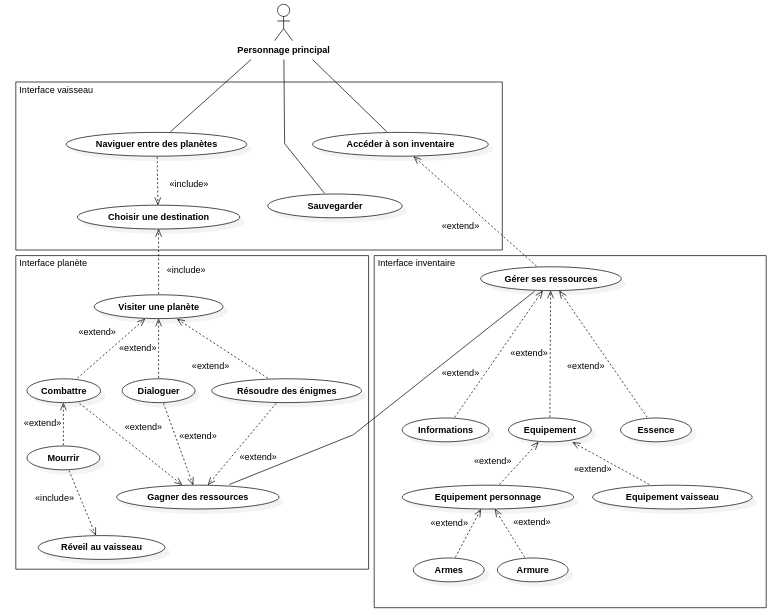 Personnage principal
Interface vaisseau
Naviguer entre des planètes
Accéder à son inventaire
«include»
Sauvegarder
Choisir une destination
«extend»
Interface planète
Interface inventaire
«include»
Gérer ses ressources
Visiter une planète
«extend»
«extend»
«extend»
«extend»
«extend»
«extend»
Combattre
Dialoguer
Résoudre des énigmes
«extend»
«extend»
«extend»
Informations
Equipement
Essence
Mourrir
«extend»
«extend»
«extend»
«include»
Gagner des ressources
Equipement personnage
Equipement vaisseau
«extend»
«extend»
Réveil au vaisseau
Armes
Armure